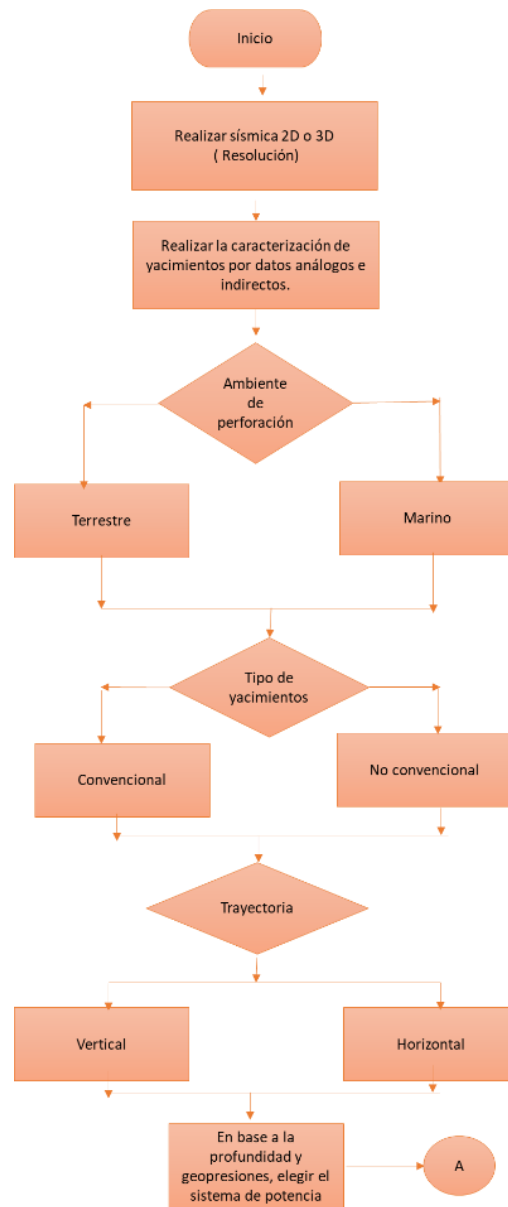 Inicio
Realizar sísmica 2D o 3D
( Resolución)
Realizar la caracterización de
yacimientos por datos análogos e
indirectos.
Ambiente
de
perforación
Terrestre
Marino
Tipo de
yacimientos
Convencional
No convencional
Trayectoria
Vertical
Horizontal
En base a la
profundidad y
geopresiones, elegir el
sistema de potencia
A